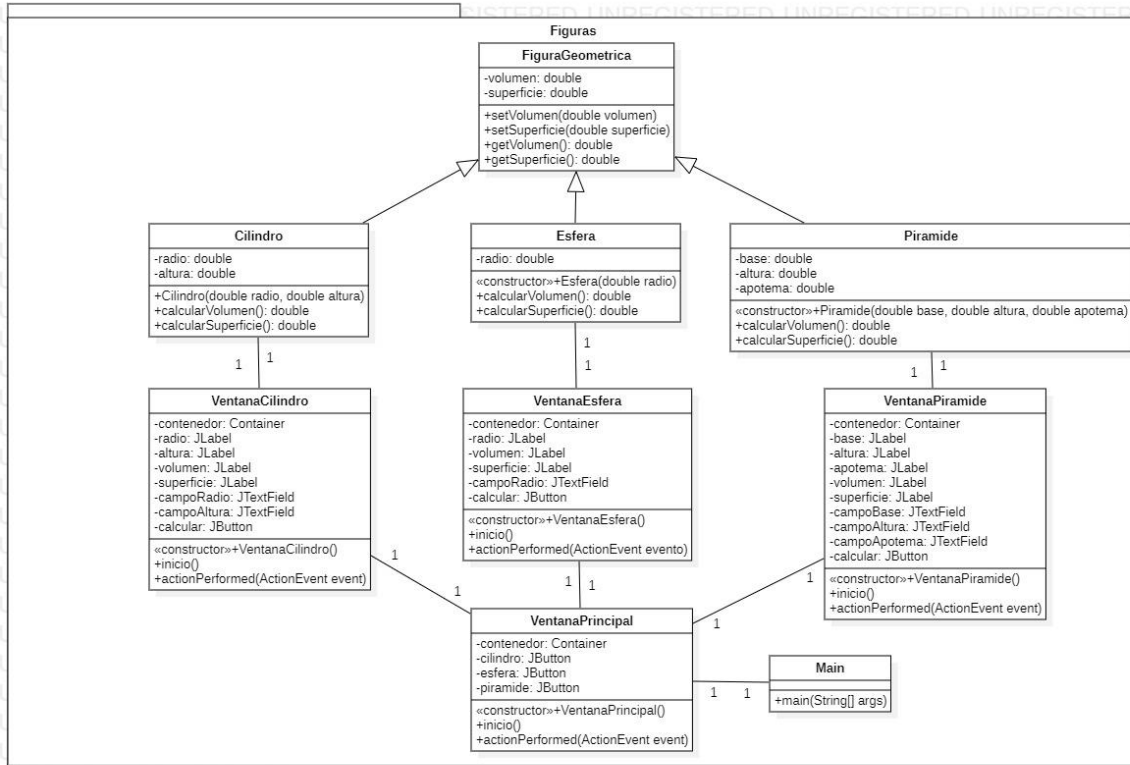 UNREGISTERED UNREGISTERED UNREGISTERED
Figuras
FiguraGeometrica
-volumen: double
-superficie: double
+setVolumen(double volumen)
+setSuperficie(double superficie)
+getVolumen(): double
+getSuperficie(): double
Cilindro
-radio: double
-altura: double
+Cilindro(double radio, double altura)
+calcularVolumen(): double
+calcularSuperficie(): double
Esfera
-radio: double
«constructor»+Esfera(double radio)
+calcularVolumen(): double
+calcularSuperficie(): double
Piramide
-base: double
-altura: double
-apotema: double
«constructor»+Piramide(double base, double altura, double apotema)
+calcularVolumen(): double
+calcularSuperficie(): double
1
1
1
1
1
1
VentanaCilindro
-contenedor: Container
-radio: JLabel
-altura: JLabel
-volumen: JLabel
-superficie: JLabel
-campoRadio: JTextField
-campoAltura: JTextField
-calcular: JButton
«constructor»+VentanaCilindro()
+inicio()
+actionPerformed(ActionEvent event)
VentanaEsfera
-contenedor: Container
-radio: JLabel
-volumen: JLabel
-superficie: JLabel
-campoRadio: JTextField
-calcular: JButton
«constructor»+VentanaEsfera()
+inicio()
+actionPerformed(ActionEvent evento)
VentanaPiramide
-contenedor: Container
-base: JLabel
-altura: JLabel
-apotema: JLabel
-volumen: JLabel
-superficie: JLabel
-campoBase: JTextField
-campoAltura: JTextField
-campoApotema: JTextField
-calcular: JButton
«constructor»+VentanaPiramide()
+inicio()
+actionPerformed(ActionEvent event)
1
1
1
1
1
1
VentanaPrincipal
-contenedor: Container
-cilindro: JButton
-esfera: JButton
-piramide: JButton
«constructor»+VentanaPrincipal()
+inicio()
+actionPerformed(ActionEvent event)
1
1
Main
+main(String[] args)